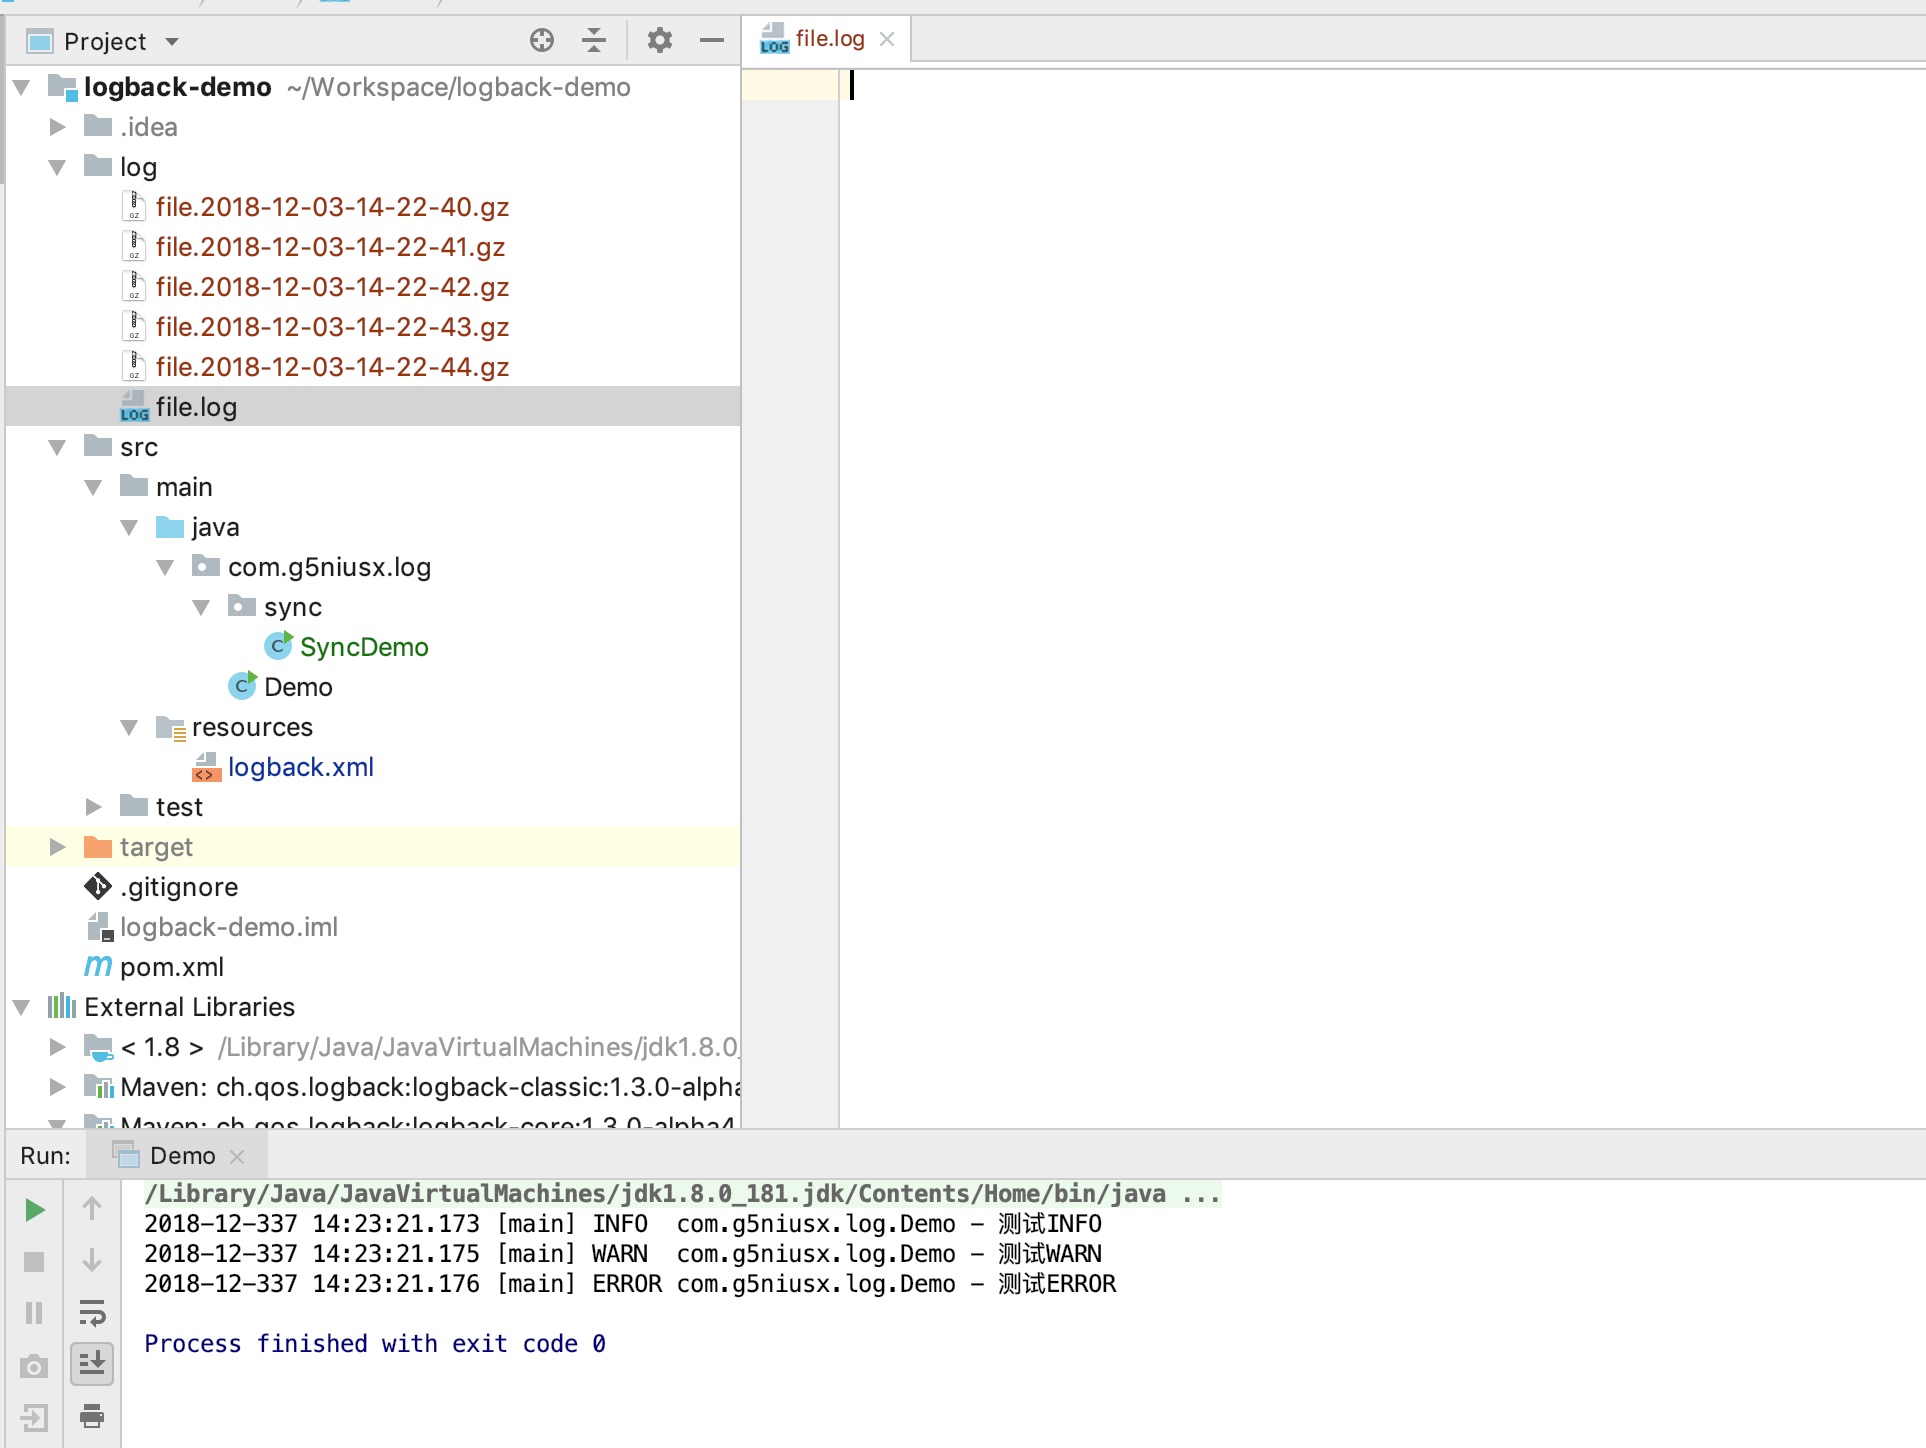 Project
file.log
logback-demo ~/Workspace/logback-demo
.idea
log
file.2018-12-03-14-22-40.gz
file.2018-12-03-14-22-41.gz
file.2018-12-03-14-22-42.gz
file.2018-12-03-14-22-43.gz
file.2018-12-03-14-22-44.gz
file.log
src
main
java
com.g5niusx.log
sync
SyncDemo
Demo
resources
logback.xml
test
target
.gitignore
logback-demo.iml
pom.xml
External Libraries
< 1.8 > /Library/Java/JavaVirtualMachines/jdk1.8.0_
Maven: ch.qos.logback:logback-classic:1.3.0-alpha
Maven: ch.qos.logback:logback-core:1.3.0-alpha4
Run: Demo
/Library/Java/JavaVirtualMachines/jdk1.8.0_181.jdk/Contents/Home/bin/java ...
2018-12-337 14:23:21.173 [main] INFO  com.g5niusx.log.Demo - 测试INFO
2018-12-337 14:23:21.175 [main] WARN  com.g5niusx.log.Demo - 测试WARN
2018-12-337 14:23:21.176 [main] ERROR com.g5niusx.log.Demo - 测试ERROR
Process finished with exit code 0